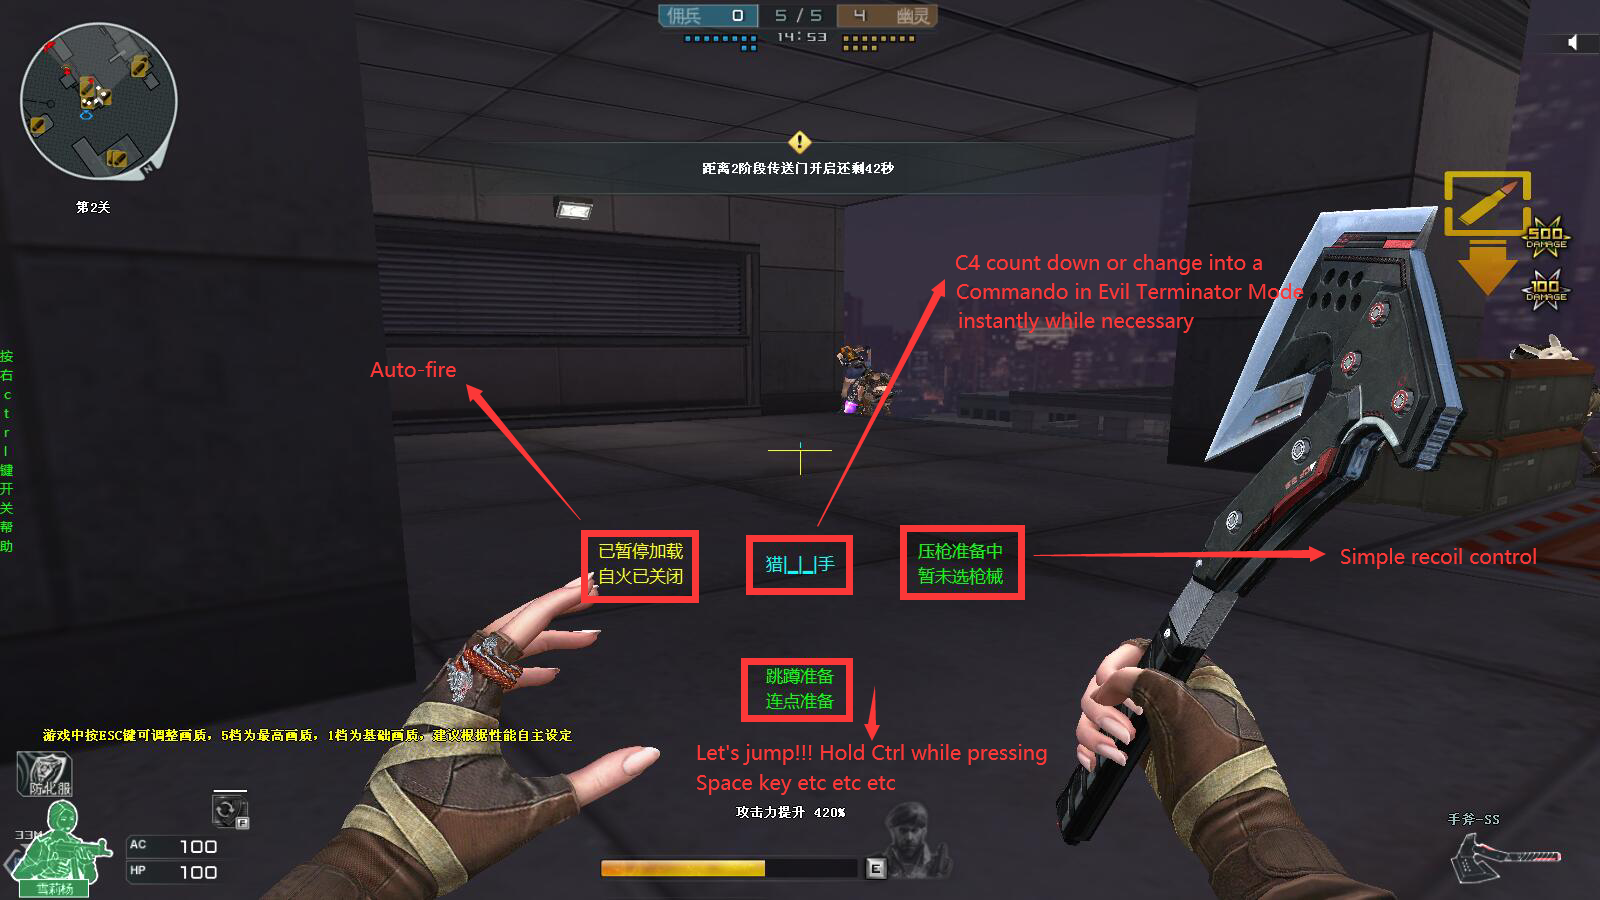 佣兵 0 5 / 5 4 幽灵
14:53
距离2阶段传送门开启还剩42秒
第2关
N
500
DAMAGE
100
DAMAGE
C4 count down or change into a
Commando in Evil Terminator Mode
instantly while necessary
Auto-fire
按右ctrl键开关帮助
已暂停加载
自火已关闭
猎|_|_|手
压枪准备中
暂未选枪械
Simple recoil control
跳蹲准备
连点准备
Let's jump!!! Hold Ctrl while pressing
Space key etc etc etc
游戏中按ESC键可调整画质，5档为最高画质，1档为基础画质，建议根据性能自主设定
防化服
攻击力提升 420%
手斧-SS
33M
F
AC 100
HP 100
E
雪莉杨